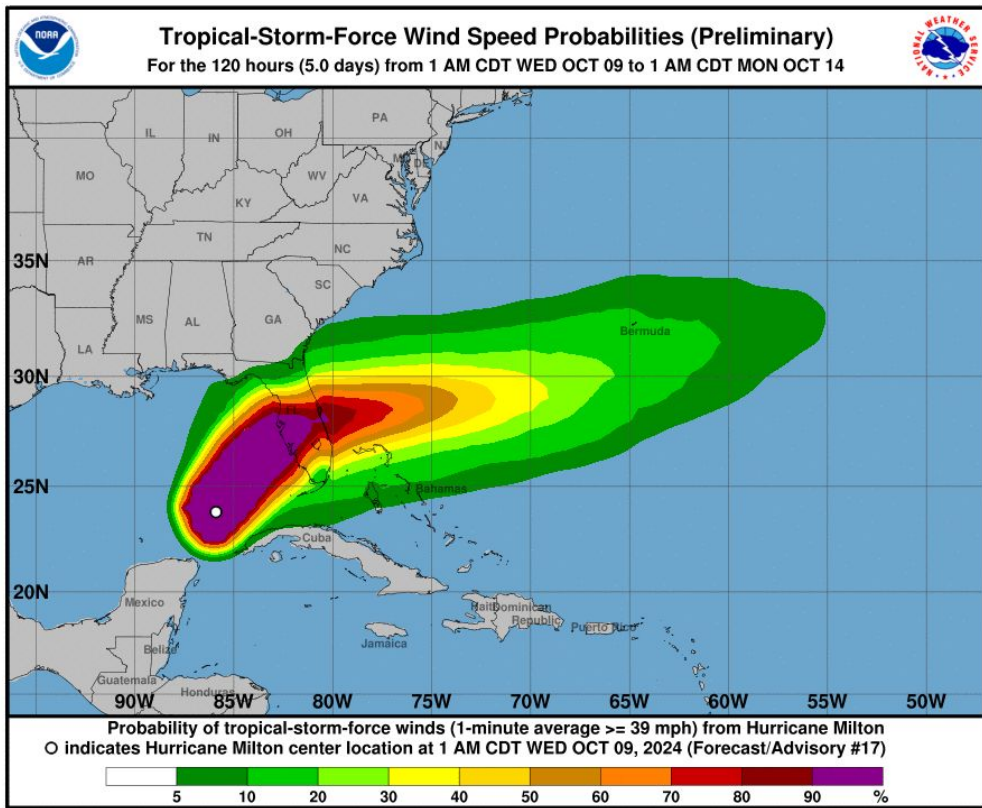 NOAA
Tropical-Storm-Force Wind Speed Probabilities (Preliminary)
For the 120 hours (5.0 days) from 1 AM CDT WED OCT 09 to 1 AM CDT MON OCT 14
NATIONAL WEATHER SERVICE
PA
IL
IN
OH
NJ
DE
MO
WV
KY
VA
TN
NC
35N
AR
SC
MS
AL
GA
Bermuda
LA
30N
25N
Bahamas
Cuba
20N
Mexico
Dominican
Republic
Puerto Rico
Jamaica
Belize
Guatemala
Honduras
90W
85W
80W
75W
70W
65W
60W
55W
50W
Probability of tropical-storm-force winds (1-minute average >= 39 mph) from Hurricane Milton
indicates Hurricane Milton center location at 1 AM CDT WED OCT 09, 2024 (Forecast/Advisory #17)
5 10 20 30 40 50 60 70 80 90 %